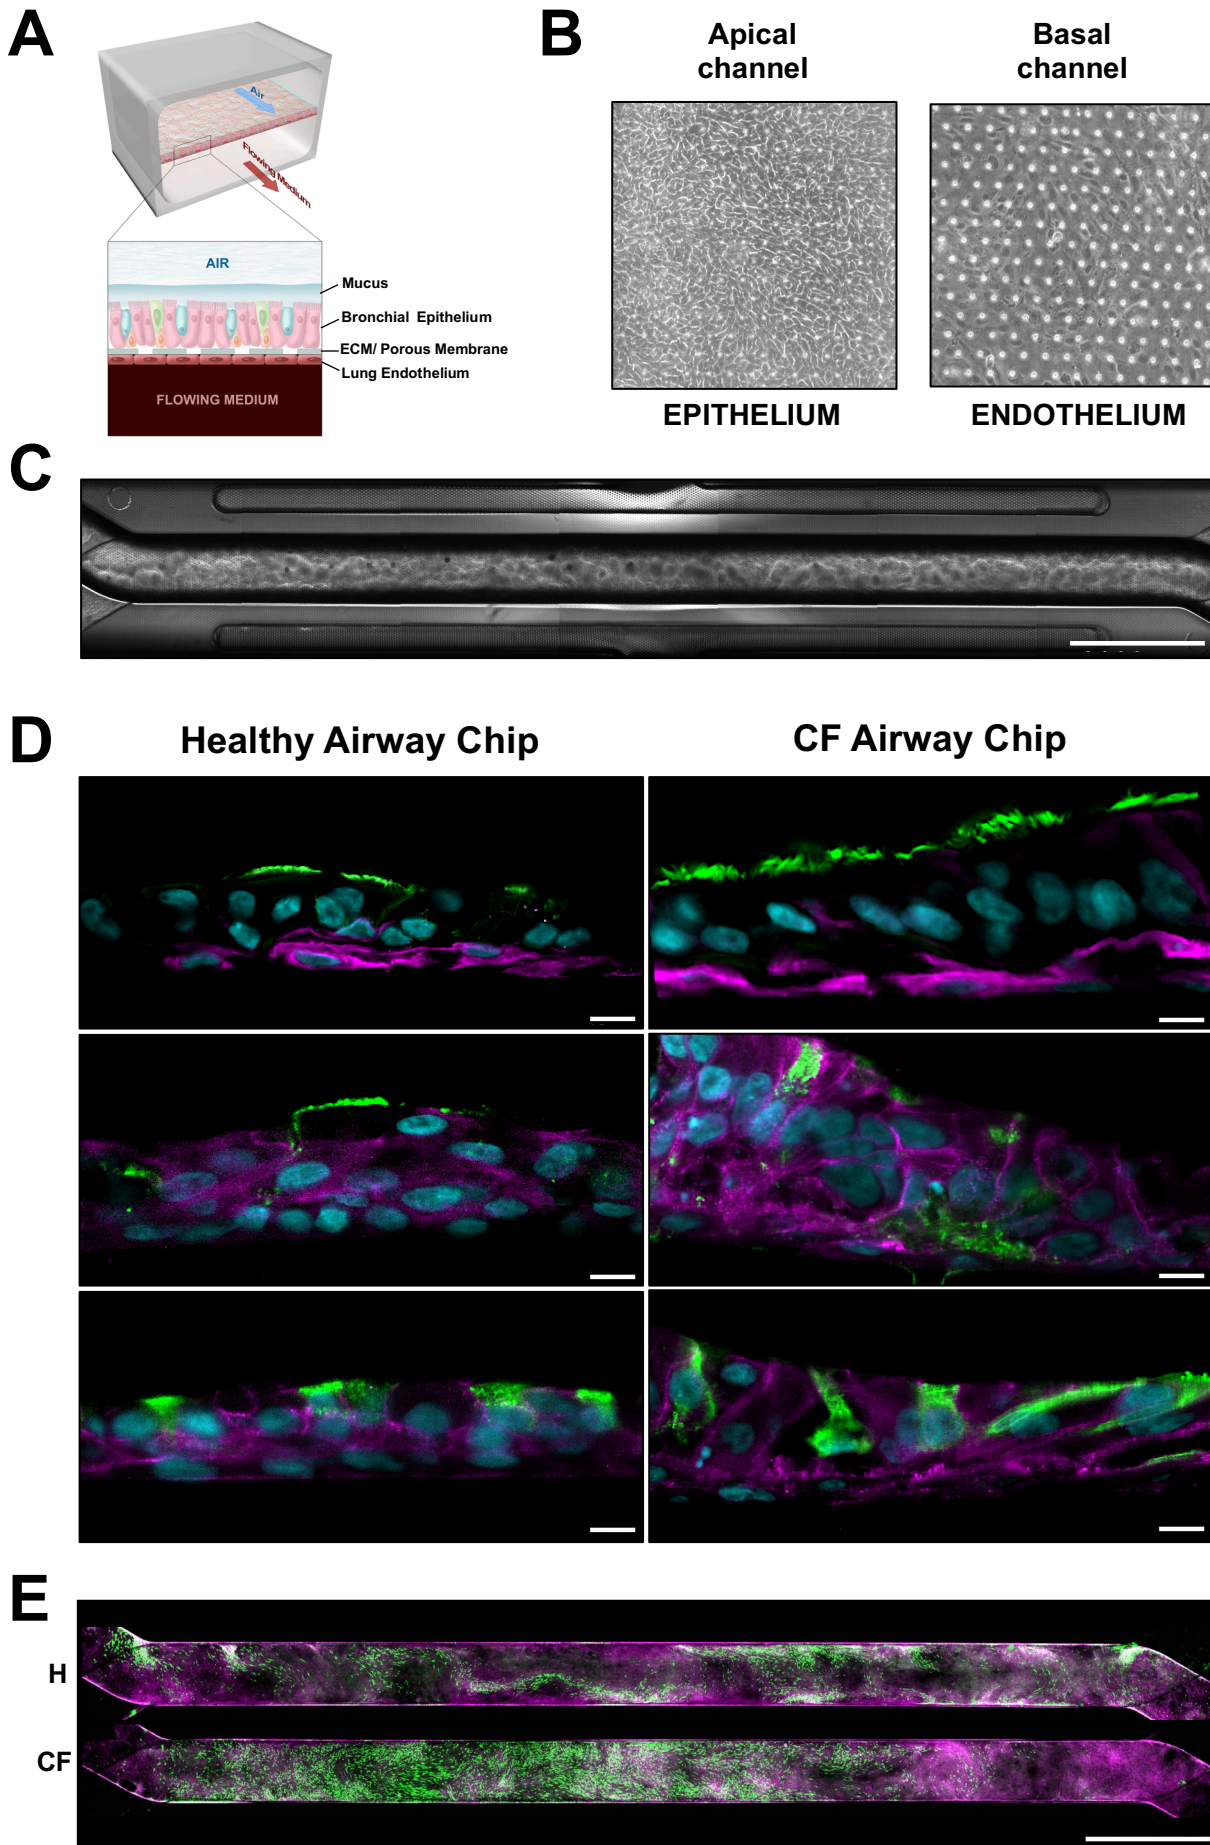 A
Air
Flowing Medium
AIR
Mucus
Bronchial Epithelium
ECM/ Porous Membrane
Lung Endothelium
FLOWING MEDIUM
B
Apical
channel
Basal
channel
EPITHELIUM
ENDOTHELIUM
C
D
Healthy Airway Chip
CF Airway Chip
E
H
CF